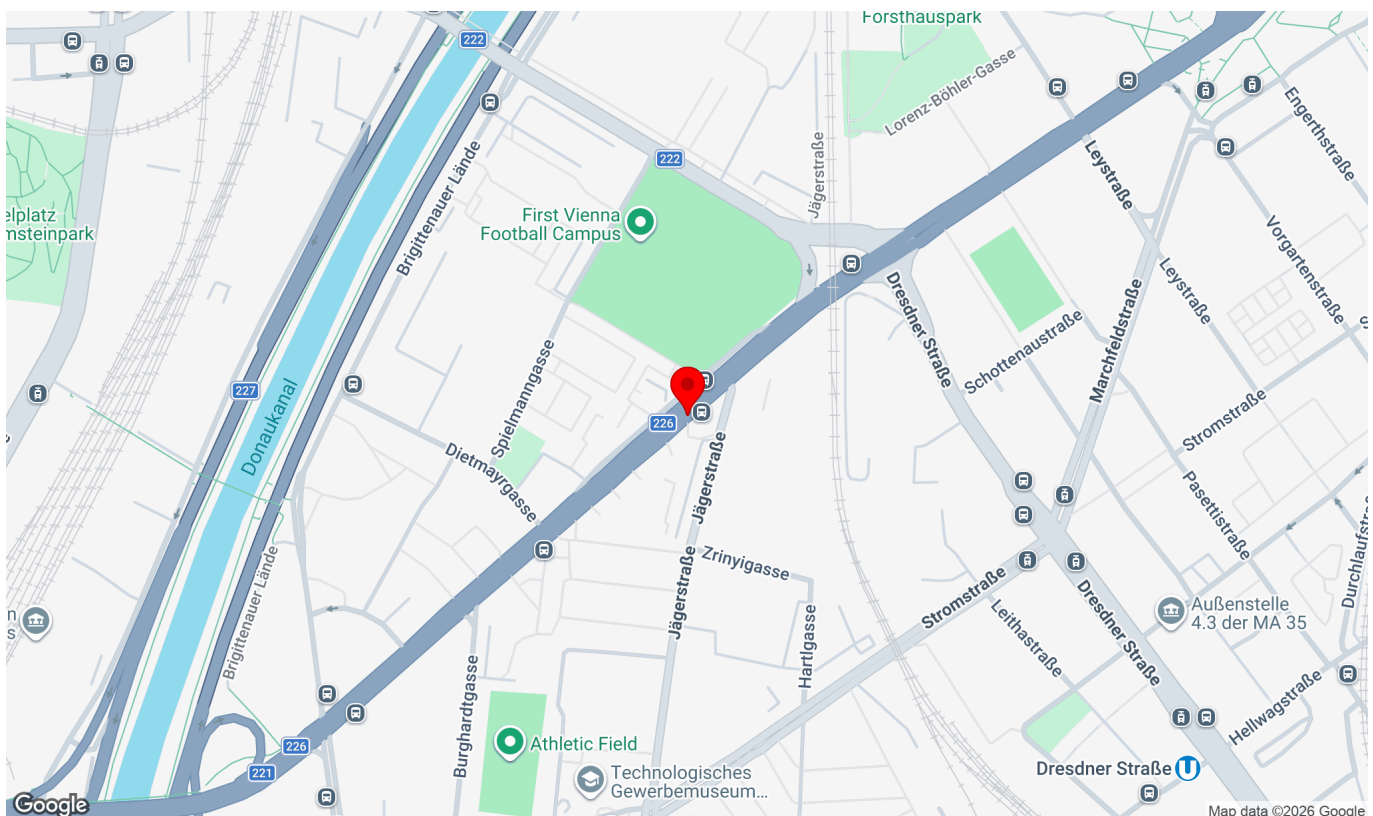 Forsthauspark
222
Lorenz-Böhler-Gasse
Engerthstraße
Jägerstraße
Leystraße
222
Brigittenauer Lände
elplatz
msteinpark
First Vienna
Football Campus
Vorgartenstraße
Leystraße
Dresdner Straße
Marchfeldstraße
Schottenaustraße
227
Donaukanal
Spielmanngasse
226
Stromstraße
Dietmayrgasse
Jägerstraße
Pasettistraße
Durchlaufstraße
Zrinyigasse
Brigittenauer Lände
Jägerstraße
Stromstraße
Leithastraße
Dresdner Straße
Außenstelle
4.3 der MA 35
n
s
Hartlgasse
Burghardtgasse
Hellwagstraße
226
Athletic Field
221
Technologisches
Gewerbemuseum...
Dresdner Straße U
Google
Map data ©2026 Google